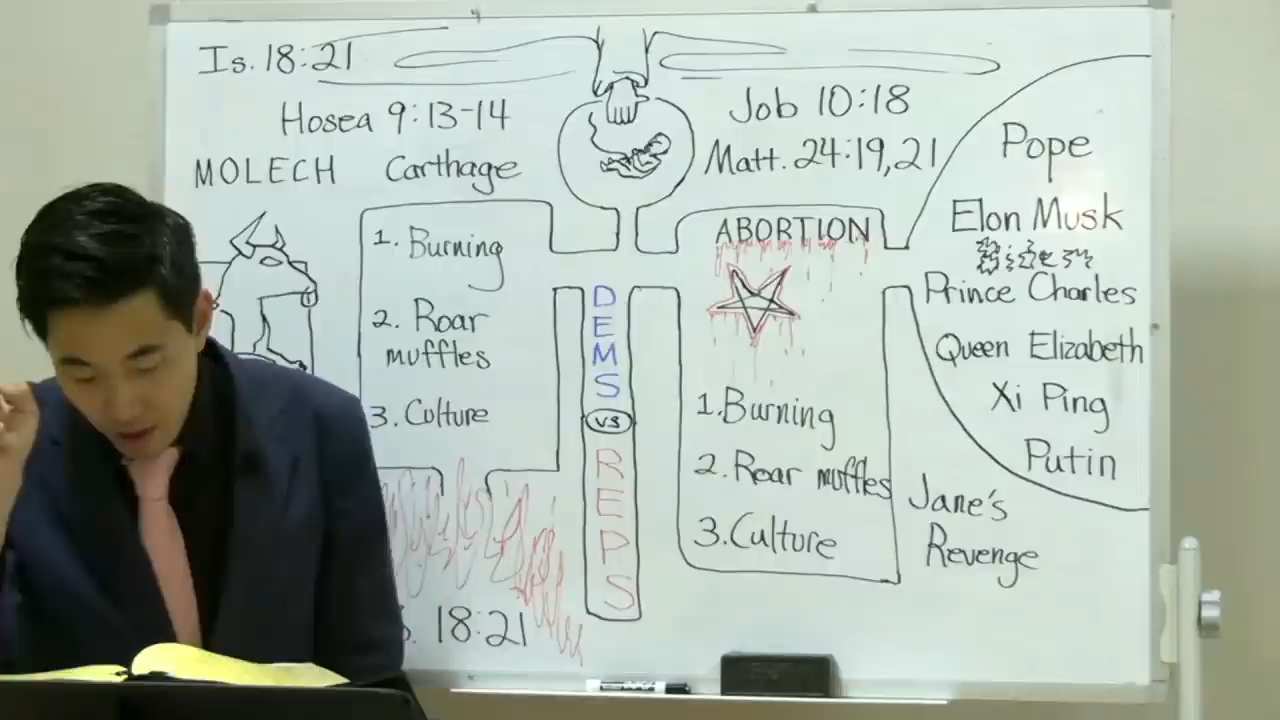 Is. 18:21
Hosea 9:13-14
MOLECH Carthage
1. Burning
2. Roar
muffles
3. Culture
18:21
DEMS
VS
REPS
Job 10:18
Matt. 24:19,21
ABORTION
1. Burning
2. Roar muffles
3. Culture
Pope
Elon Musk
Prince Charles
Queen Elizabeth
Xi Ping
Putin
Jane's
Revenge